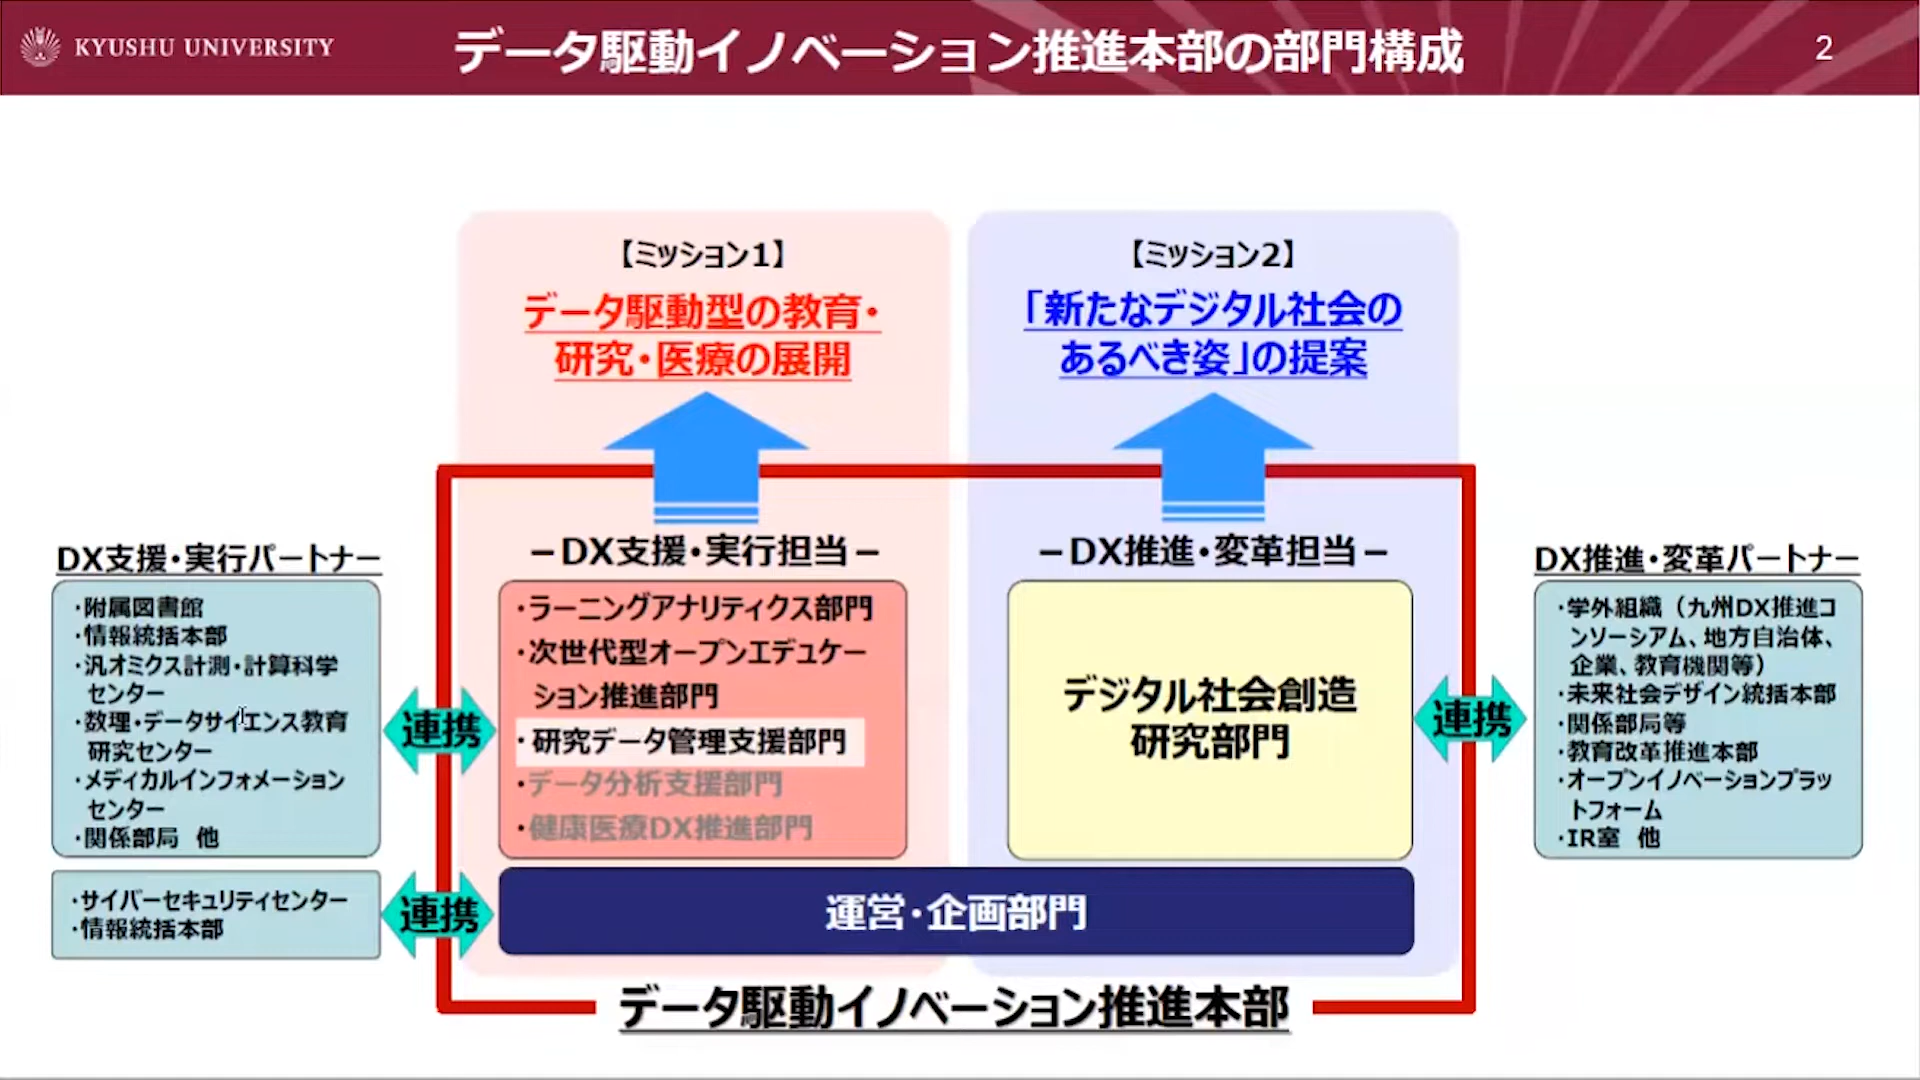 KYUSHU UNIVERSITY
データ駆動イノベーション推進本部の部門構成
2
【ミッション1】
データ駆動型の教育・
研究・医療の展開
【ミッション2】
「新たなデジタル社会の
あるべき姿」の提案
DX支援・実行パートナー
・附属図書館
・情報統括本部
・汎オミクス計測・計算科学
センター
・数理・データサイエンス教育
研究センター
・メディカルインフォメーション
センター
・関係部局 他
・サイバーセキュリティセンター
・情報統括本部
連携
連携
－DX支援・実行担当－
・ラーニングアナリティクス部門
・次世代型オープンエデュケー
ション推進部門
・研究データ管理支援部門
・データ分析支援部門
・健康医療DX推進部門
－DX推進・変革担当－
デジタル社会創造
研究部門
運営・企画部門
データ駆動イノベーション推進本部
連携
DX推進・変革パートナー
・学外組織（九州DX推進コ
ンソーシアム、地方自治体、
企業、教育機関等）
・未来社会デザイン統括本部
・関係部局等
・教育改革推進本部
・オープンイノベーションプラッ
トフォーム
・IR室 他